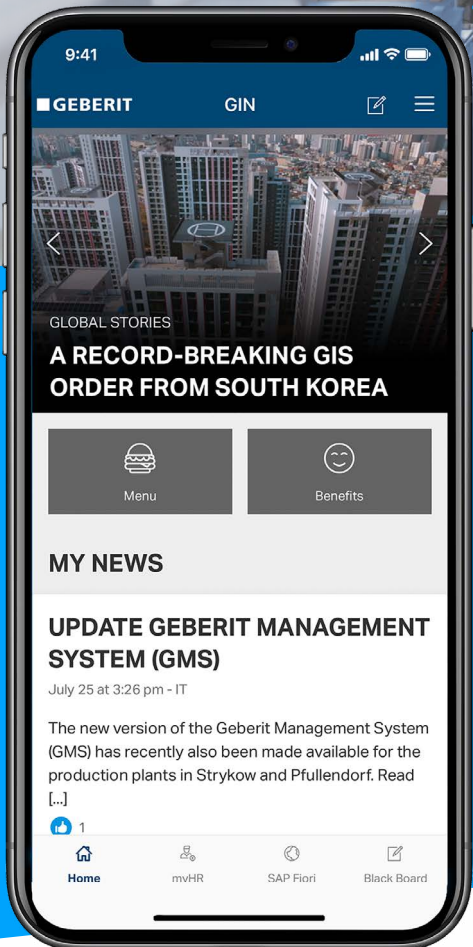 9:41
GEBERIT
GIN
GLOBAL STORIES
A RECORD-BREAKING GIS
ORDER FROM SOUTH KOREA
Menu
Benefits
MY NEWS
UPDATE GEBERIT MANAGEMENT
SYSTEM (GMS)
July 25 at 3:26 pm - IT
The new version of the Geberit Management System
(GMS) has recently also been made available for the
production plants in Strykow and Pfullendorf. Read
[...]
1
Home
myHR
SAP Fiori
Black Board